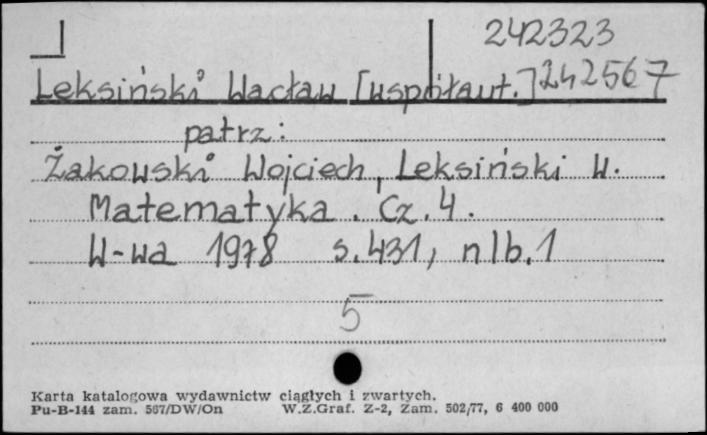 242323
Leksiński Wacław [współaut.] 242567
patrz:
Żakowski Wojciech, Leksiński W.
Matematyka. Cz. 4.
W-wa 1978 s. 431, nlb. 1
5
Karta katalogowa wydawnictw ciągłych i zwartych.
Pu-B-144 zam. 567/DW/On W.Z.Graf. Z-2, Zam. 502/77, 6 400 000